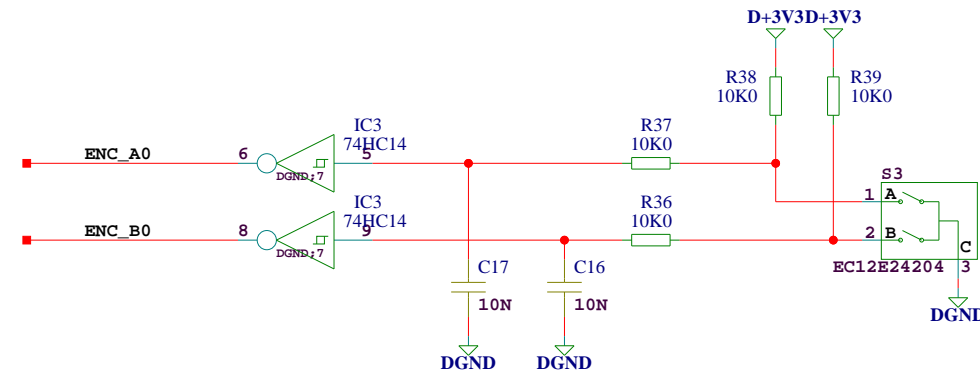 D+3V3 D+3V3
R38
10K0
R39
10K0
IC3
74HC14
R37
10K0
ENC_A0
6
5
DGND;7
S3
1
A
IC3
74HC14
R36
10K0
ENC_B0
8
9
DGND;7
2
B
C
EC12E24204
3
C17
10N
C16
10N
DGND
DGND
DGND